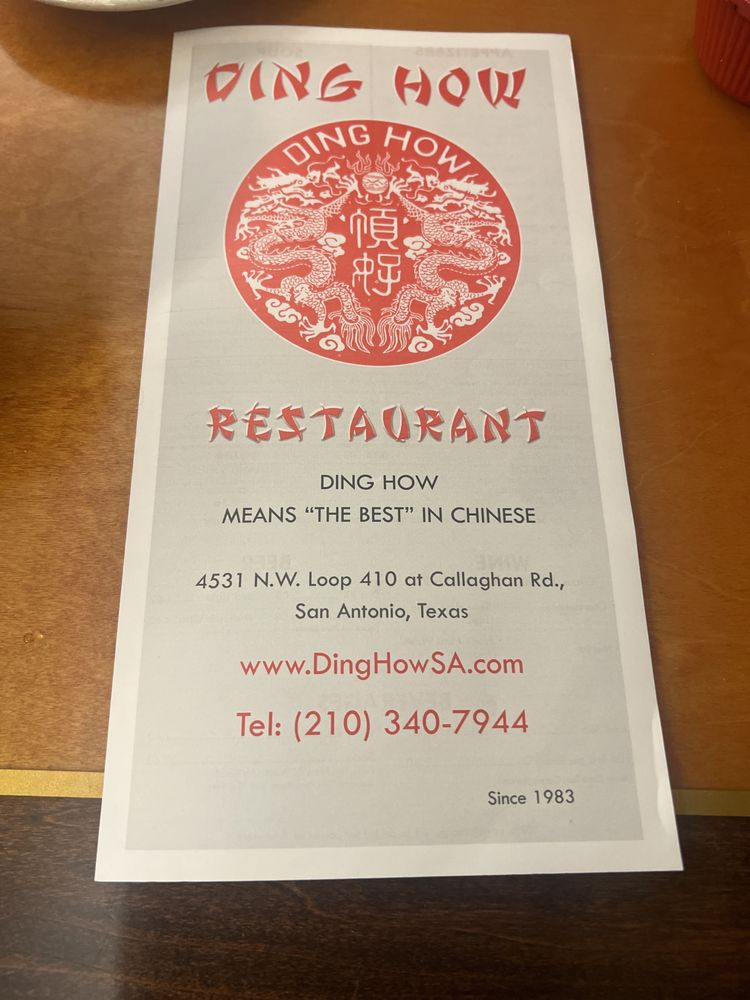 DING HOW
DING HOW
頂好
RESTAURANT
DING HOW
MEANS “THE BEST” IN CHINESE
4531 N.W. Loop 410 at Callaghan Rd.,
San Antonio, Texas
www.DingHowSA.com
Tel: (210) 340-7944
Since 1983